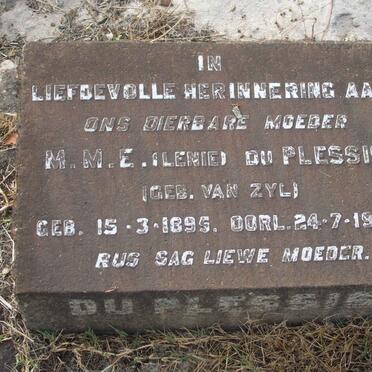 IN
LIEFDEVOLLE HERINNERING AA
ONS DIERBARE MOEDER
M. M. E. (LENIE) DU PLESSIS
(GEB. VAN ZYL)
GEB. 15-3-1895. OORL. 24-7-19
RUS SAG LIEWE MOEDER.
DU PLESSIS